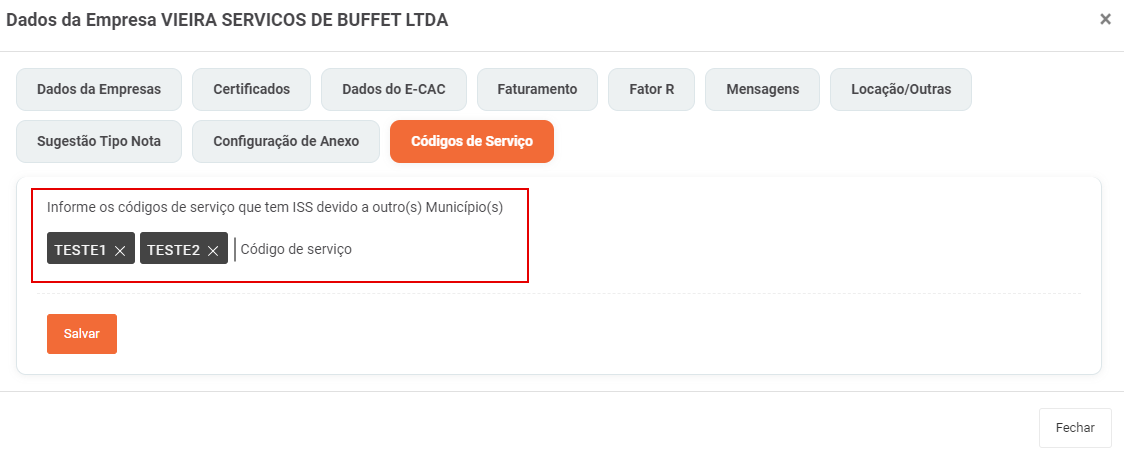 Dados da Empresa VIEIRA SERVICOS DE BUFFET LTDA ×
Dados da Empresas Certificados Dados do E-CAC Faturamento Fator R Mensagens Locação/Outras
Sugestão Tipo Nota Configuração de Anexo Códigos de Serviço
Informe os códigos de serviço que tem ISS devido a outro(s) Município(s)
TESTE1 × TESTE2 × Código de serviço
Salvar
Fechar